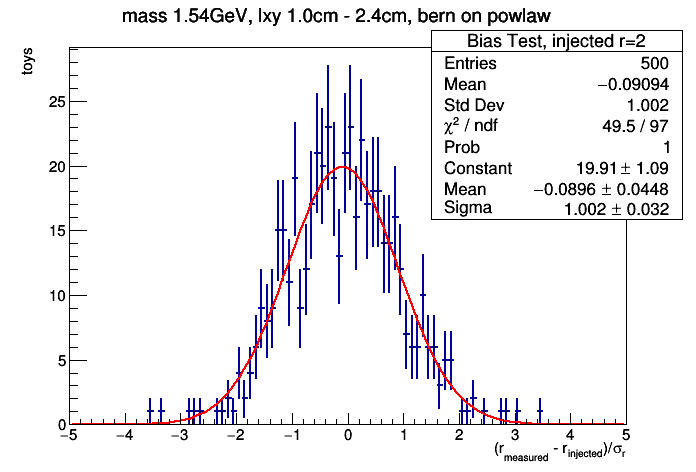 mass 1.54GeV, lxy 1.0cm - 2.4cm, bern on powlaw
toys
Bias Test, injected r=2
Entries 500
Mean −0.09094
Std Dev 1.002
χ² / ndf 49.5 / 97
Prob 1
Constant 19.91 ± 1.09
Mean −0.0896 ± 0.0448
Sigma 1.002 ± 0.032
25
20
15
10
5
0
−5 −4 −3 −2 −1 0 1 2 3 4 5
(r_measured - r_injected)/σ_r